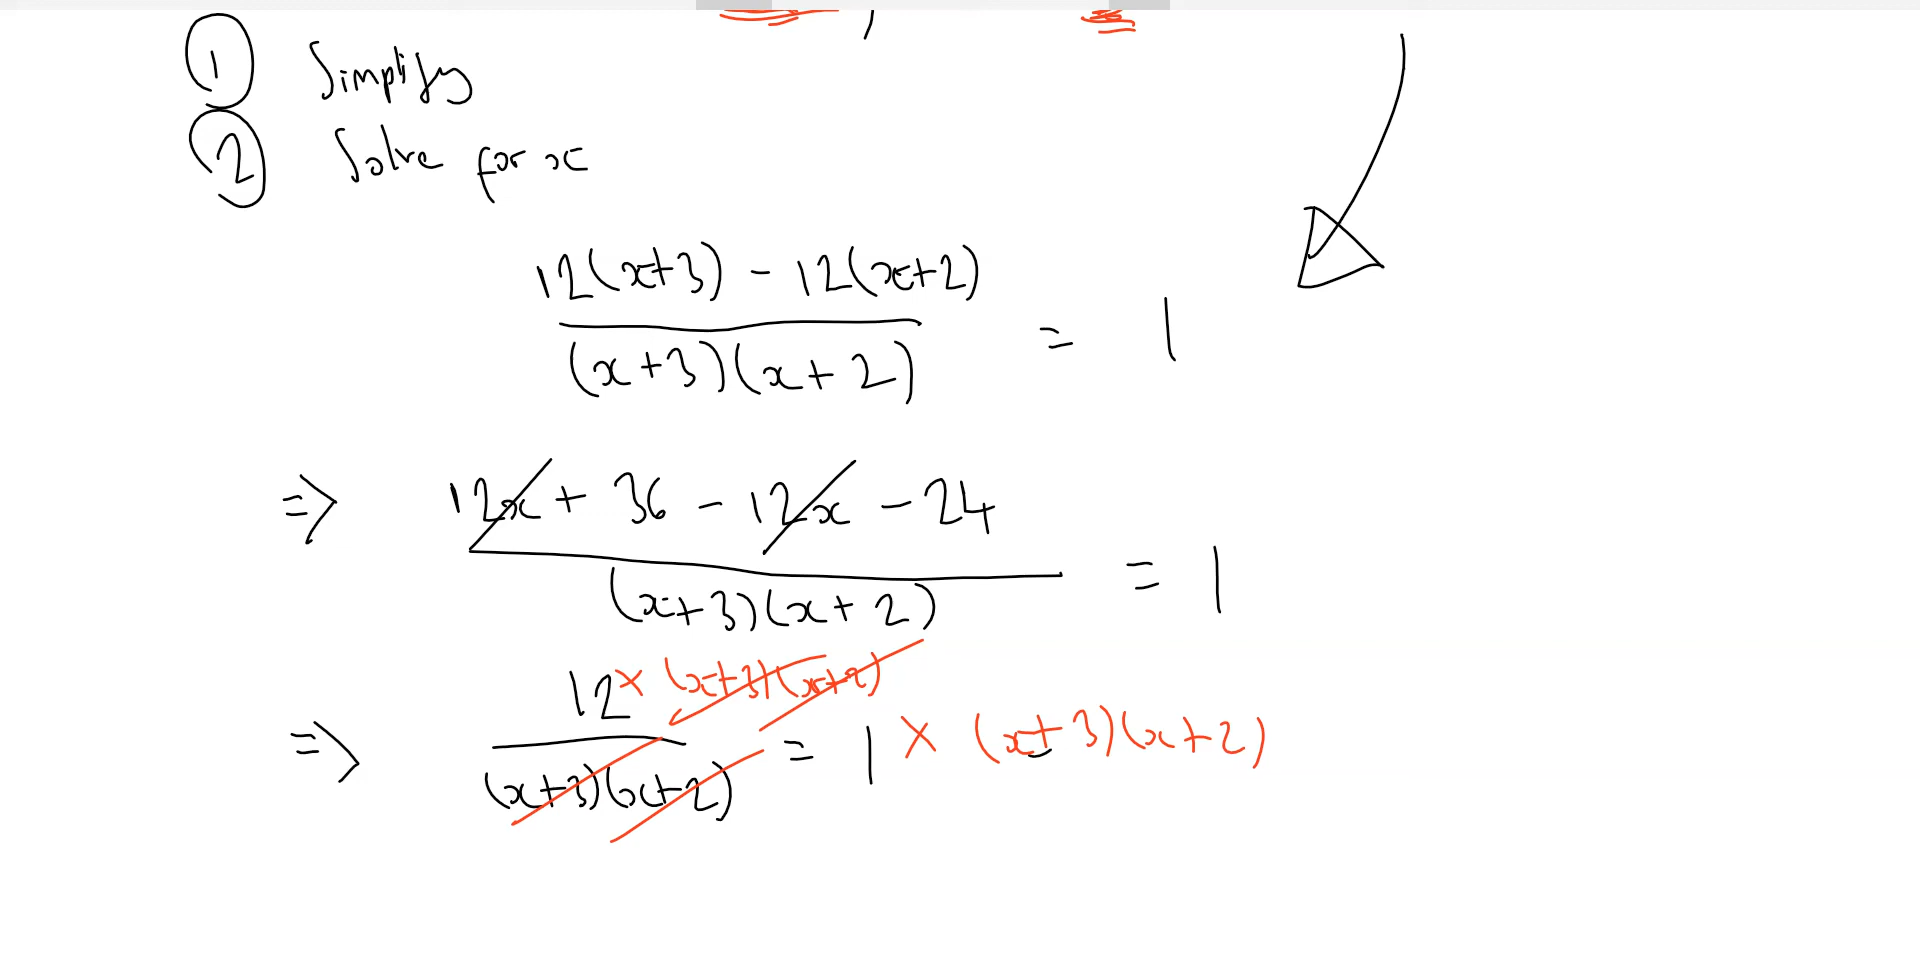 1 Simplify
2 Solve for x
12(x+3) - 12(x+2)
(x+3)(x+2)
= 1
=> 12x + 36 - 12x - 24
(x+3)(x+2)
= 1
=> 12 × (x+3)(x+2)
(x+3)(x+2)
= 1 × (x+3)(x+2)